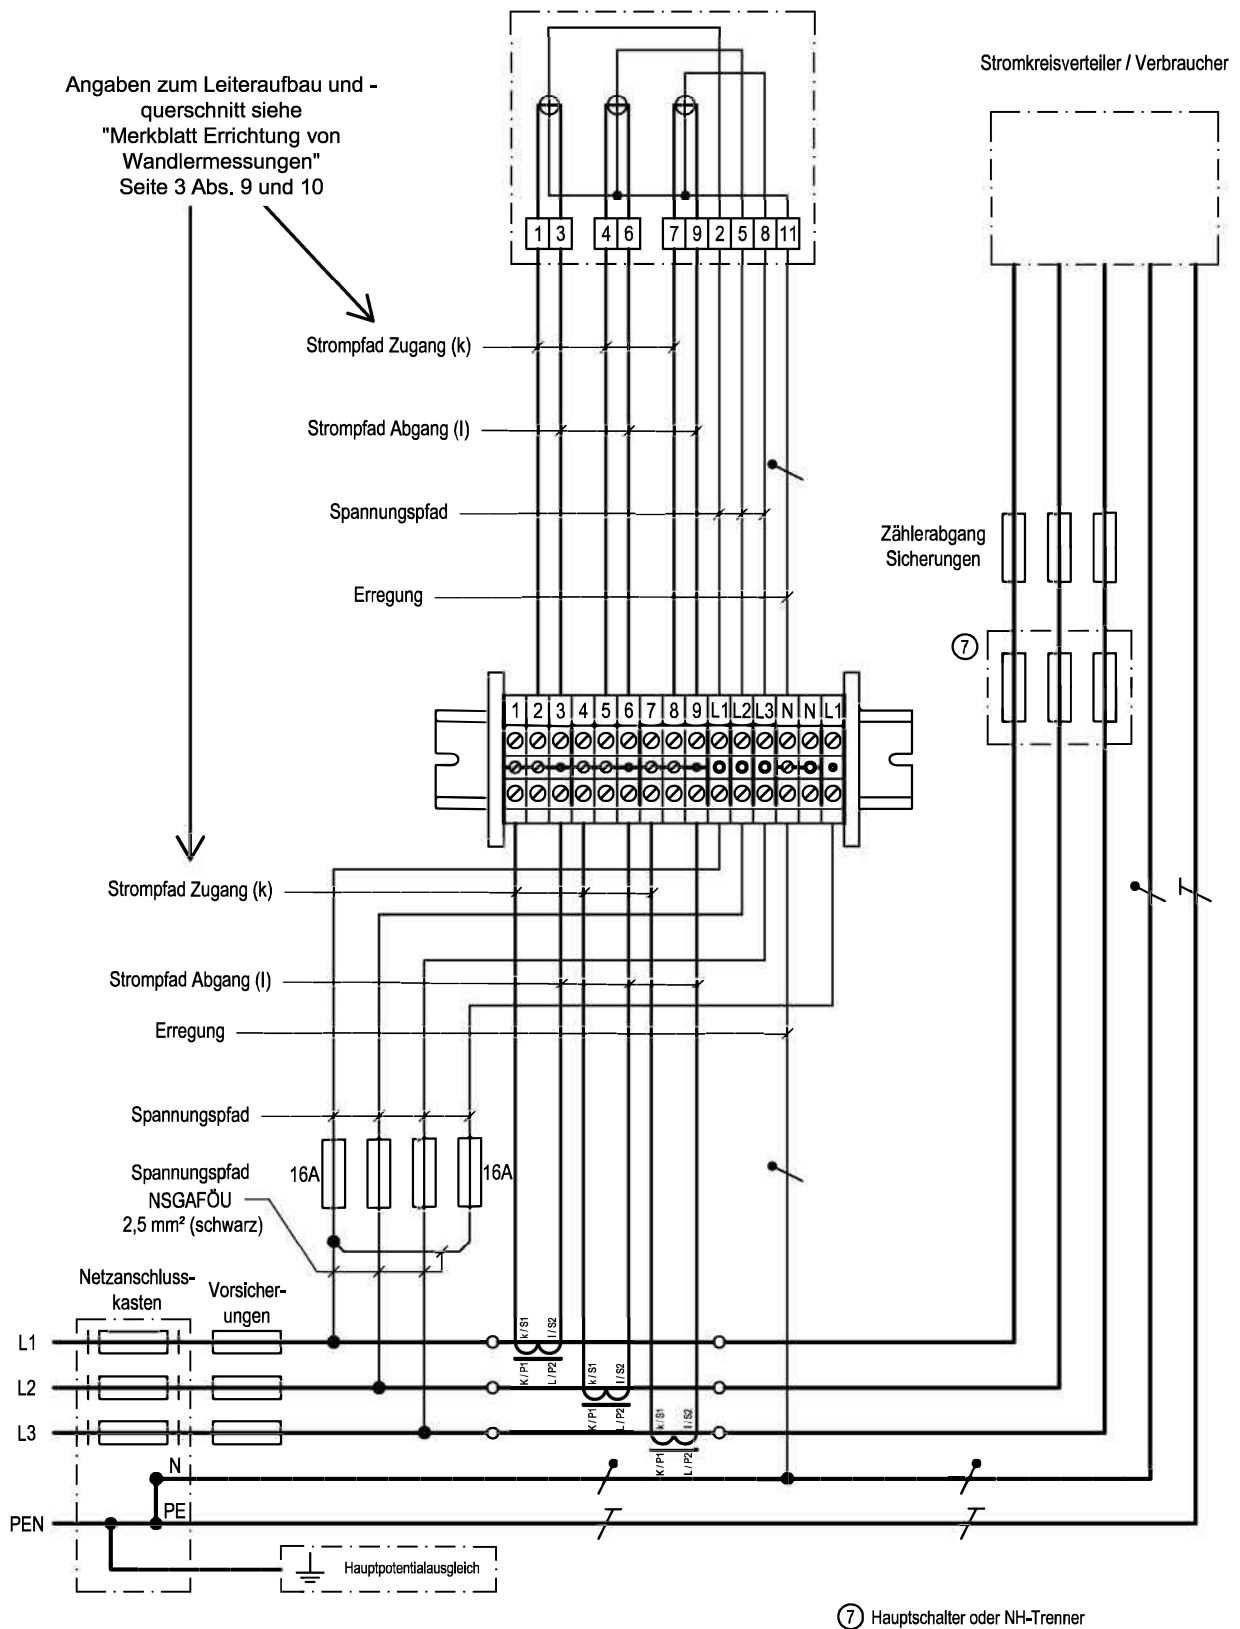 Stromkreisverteiler / Verbraucher
Angaben zum Leiteraufbau und -
querschnitt siehe
"Merkblatt Errichtung von
Wandlermessungen"
Seite 3 Abs. 9 und 10
1 3 4 6 7 9 2 5 8 11
Strompfad Zugang (k)
Strompfad Abgang (l)
Spannungspfad
Zählerabgang
Sicherungen
Erregung
7
1 2 3 4 5 6 7 8 9 L1 L2 L3 N N L1
Strompfad Zugang (k)
Strompfad Abgang (l)
Erregung
Spannungspfad
16A
16A
Spannungspfad
NSGAFÖU
2,5 mm² (schwarz)
Netzanschluss-
kasten
Vorsicher-
ungen
L1
k / S1
l / S2
K / P1
L / P2
L2
k / S1
l / S2
K / P1
L / P2
L3
k / S1
l / S2
K / P1
L / P2
N
PE
PEN
Hauptpotentialausgleich
7 Hauptschalter oder NH-Trenner